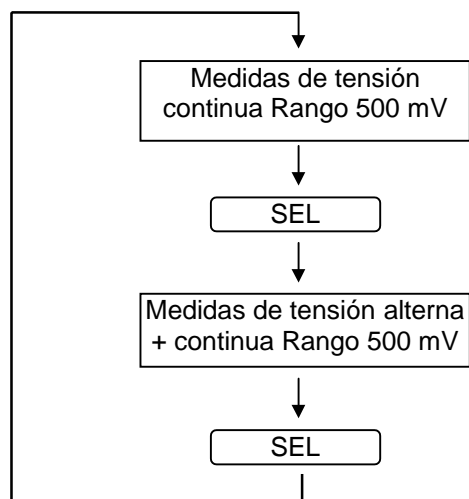 Medidas de tensión
continua Rango 500 mV
SEL
Medidas de tensión alterna
+ continua Rango 500 mV
SEL